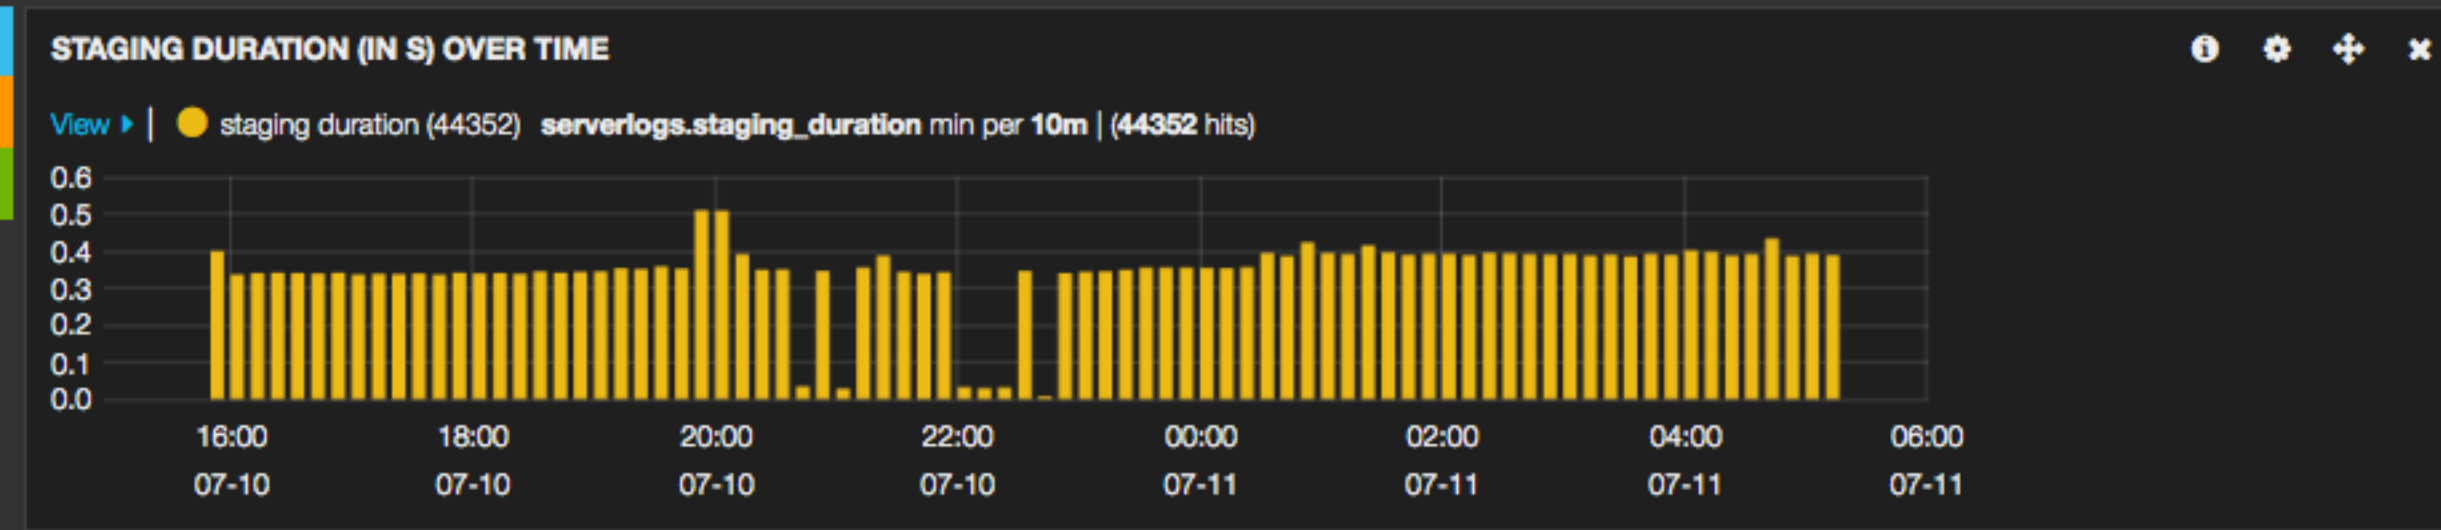 STAGING DURATION (IN S) OVER TIME
View | staging duration (44352) serverlogs.staging_duration min per 10m | (44352 hits)
0.6
0.5
0.4
0.3
0.2
0.1
0.0
16:00 18:00 20:00 22:00 00:00 02:00 04:00 06:00
07-10 07-10 07-10 07-10 07-11 07-11 07-11 07-11